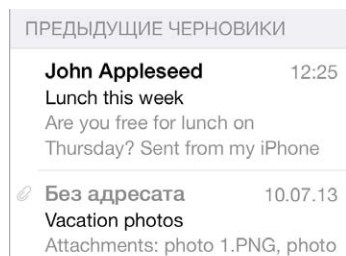 ПРЕДЫДУЩИЕ ЧЕРНОВИКИ
John Appleseed 12:25
Lunch this week
Are you free for lunch on
Thursday? Sent from my iPhone
Без адресата 10.07.13
Vacation photos
Attachments: photo 1.PNG, photo